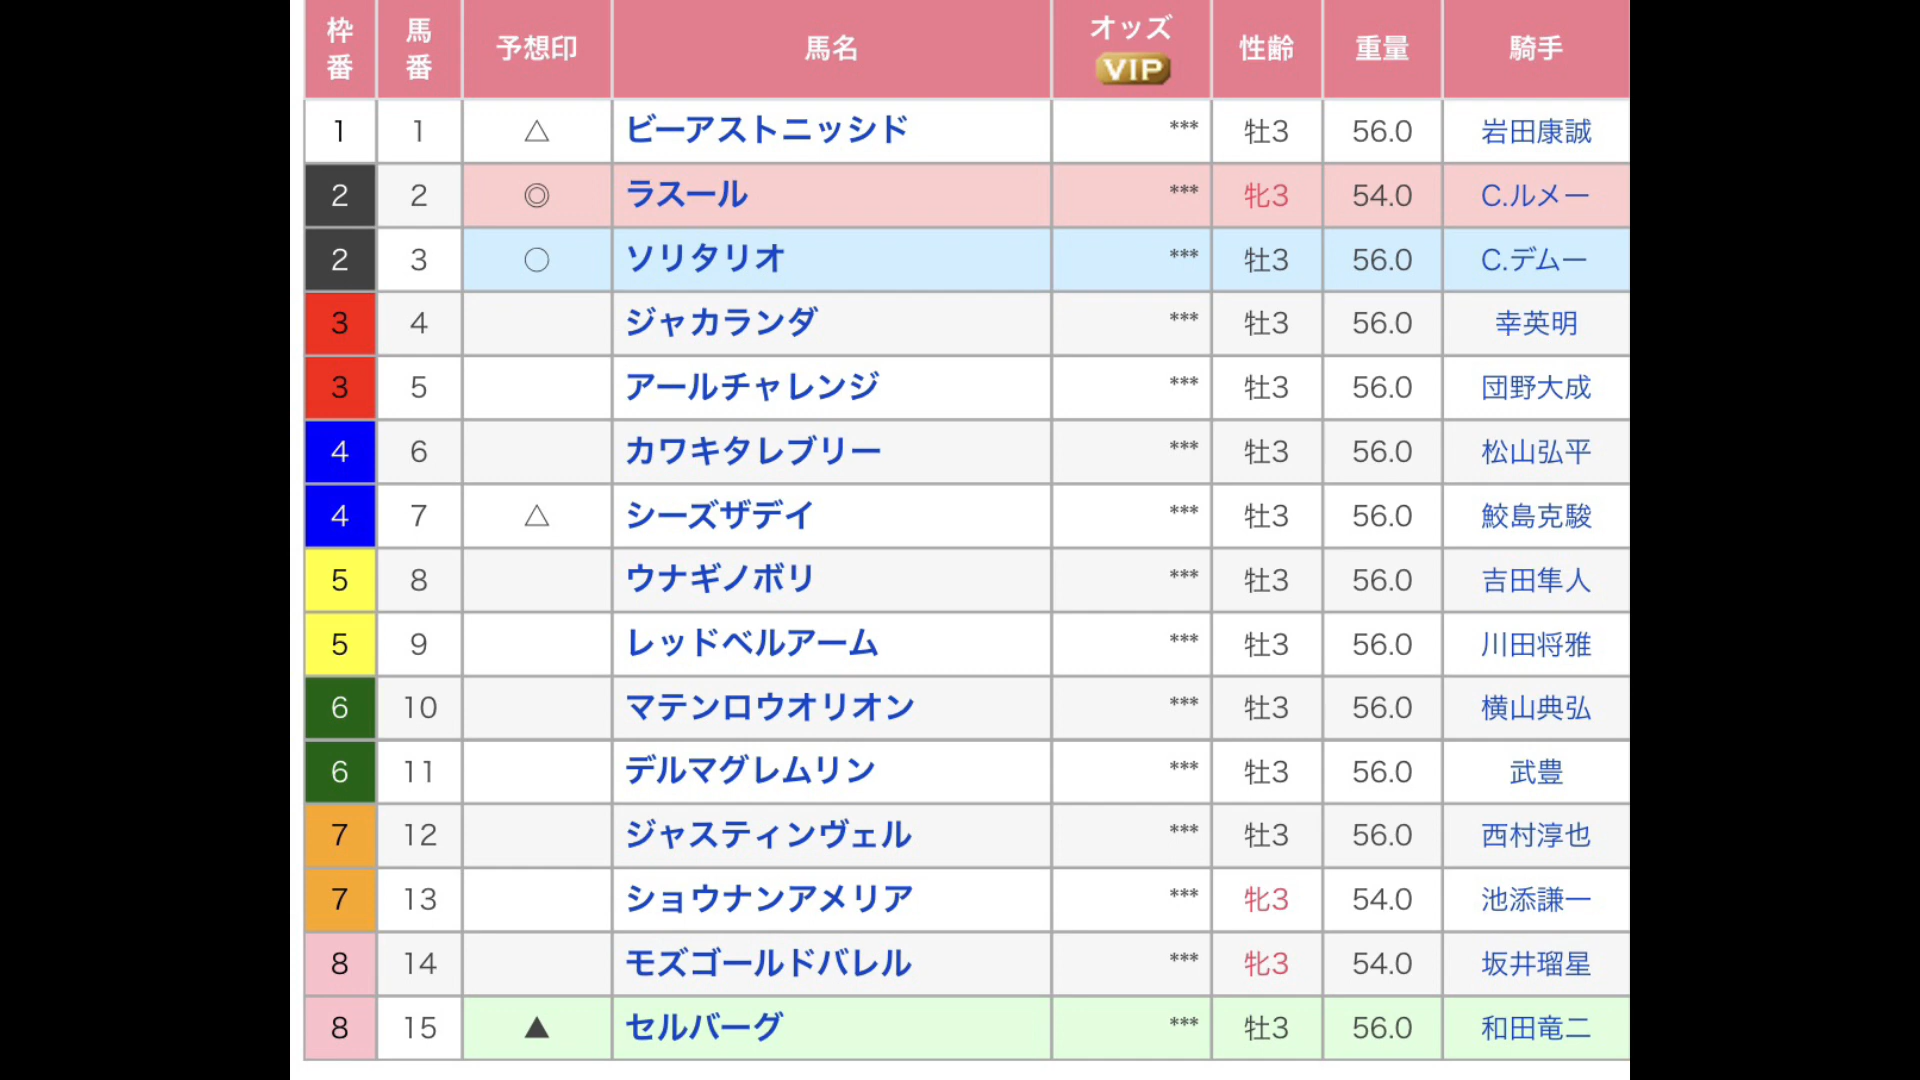 枠番 馬番 予想印 馬名 オッズ VIP 性齢 重量 騎手
1 1 △ ビーアストニッシド *** 牡3 56.0 岩田康誠
2 2 ◎ ラスール *** 牝3 54.0 C.ルメー
2 3 ○ ソリタリオ *** 牡3 56.0 C.デムー
3 4 ジャカランダ *** 牡3 56.0 幸英明
3 5 アールチャレンジ *** 牡3 56.0 団野大成
4 6 カワキタレブリー *** 牡3 56.0 松山弘平
4 7 △ シーズザデイ *** 牡3 56.0 鮫島克駿
5 8 ウナギノボリ *** 牡3 56.0 吉田隼人
5 9 レッドベルアーム *** 牡3 56.0 川田将雅
6 10 マテンロウオリオン *** 牡3 56.0 横山典弘
6 11 デルマグレムリン *** 牡3 56.0 武豊
7 12 ジャスティンヴェル *** 牡3 56.0 西村淳也
7 13 ショウナンアメリア *** 牝3 54.0 池添謙一
8 14 モズゴールドバレル *** 牝3 54.0 坂井瑠星
8 15 ▲ セルバーグ *** 牡3 56.0 和田竜二